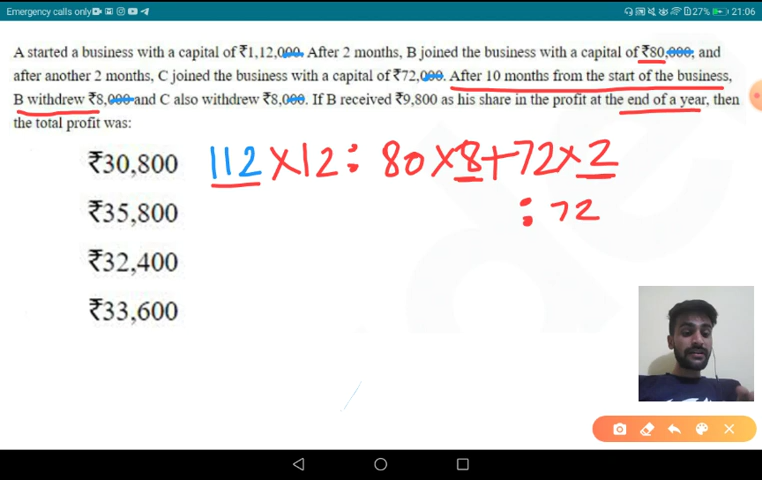 Emergency calls only 27% 21:06
A started a business with a capital of ₹1,12,000. After 2 months, B joined the business with a capital of ₹80,000, and
after another 2 months, C joined the business with a capital of ₹72,000. After 10 months from the start of the business,
B withdrew ₹8,000 and C also withdrew ₹8,000. If B received ₹9,800 as his share in the profit at the end of a year, then
the total profit was:
₹30,800 112 × 12 : 80 × 8 + 72 × 2
₹35,800 : 72
₹32,400
₹33,600